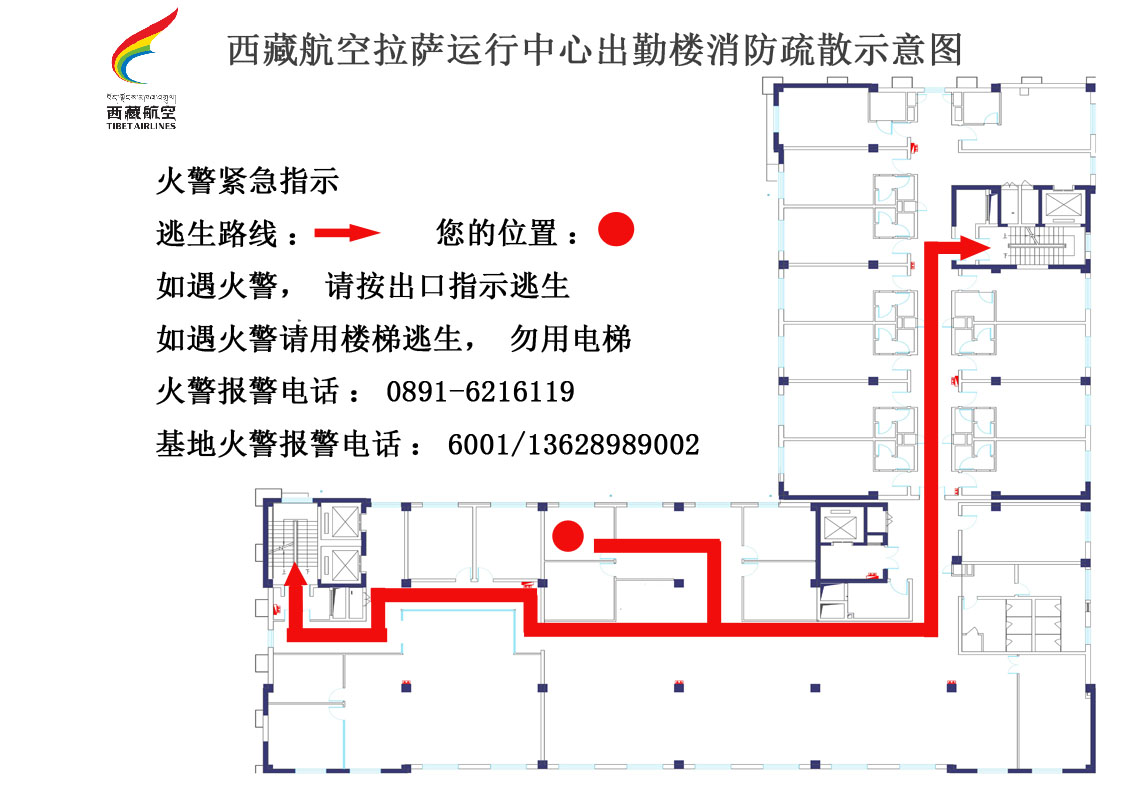 西藏航空拉萨运行中心出勤楼消防疏散示意图
西藏航空
TIBET AIRLINES
火警紧急指示
逃生路线： 您的位置：
如遇火警， 请按出口指示逃生
如遇火警请用楼梯逃生， 勿用电梯
火警报警电话： 0891-6216119
基地火警报警电话： 6001/13628989002
上
下